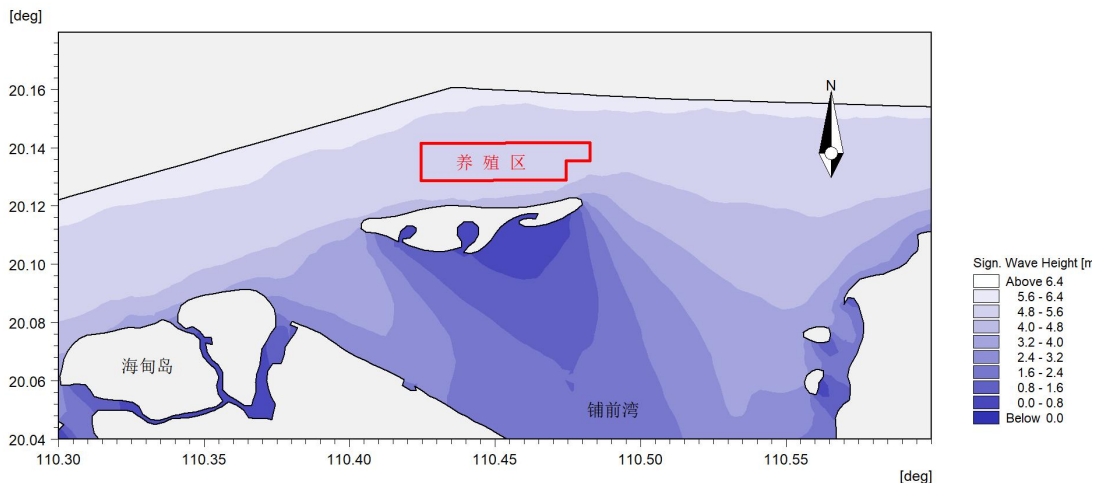 [deg]
20.16
20.14
20.12
20.10
20.08
20.06
20.04
N
养殖区
海甸岛
铺前湾
110.30 110.35 110.40 110.45 110.50 110.55
[deg]
Sign. Wave Height [m
Above 6.4
5.6 - 6.4
4.8 - 5.6
4.0 - 4.8
3.2 - 4.0
2.4 - 3.2
1.6 - 2.4
0.8 - 1.6
0.0 - 0.8
Below 0.0